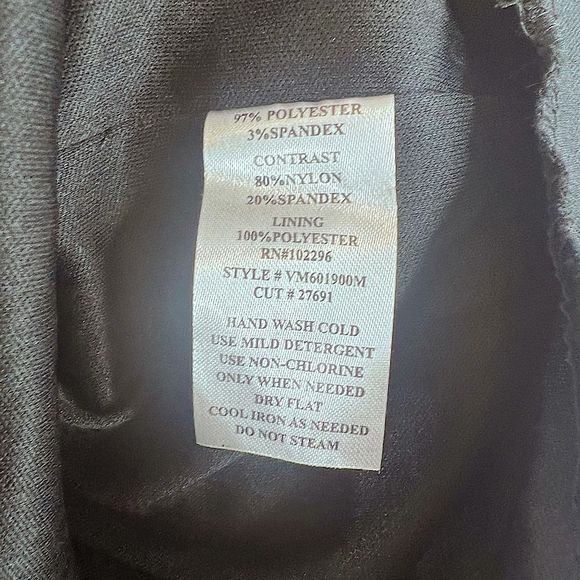 97% POLYESTER
3%SPANDEX
CONTRAST
80%NYLON
20%SPANDEX
LINING
100%POLYESTER
RN#102296
STYLE # VM601900M
CUT # 27691
HAND WASH COLD
USE MILD DETERGENT
USE NON-CHLORINE
ONLY WHEN NEEDED
DRY FLAT
COOL IRON AS NEEDED
DO NOT STEAM